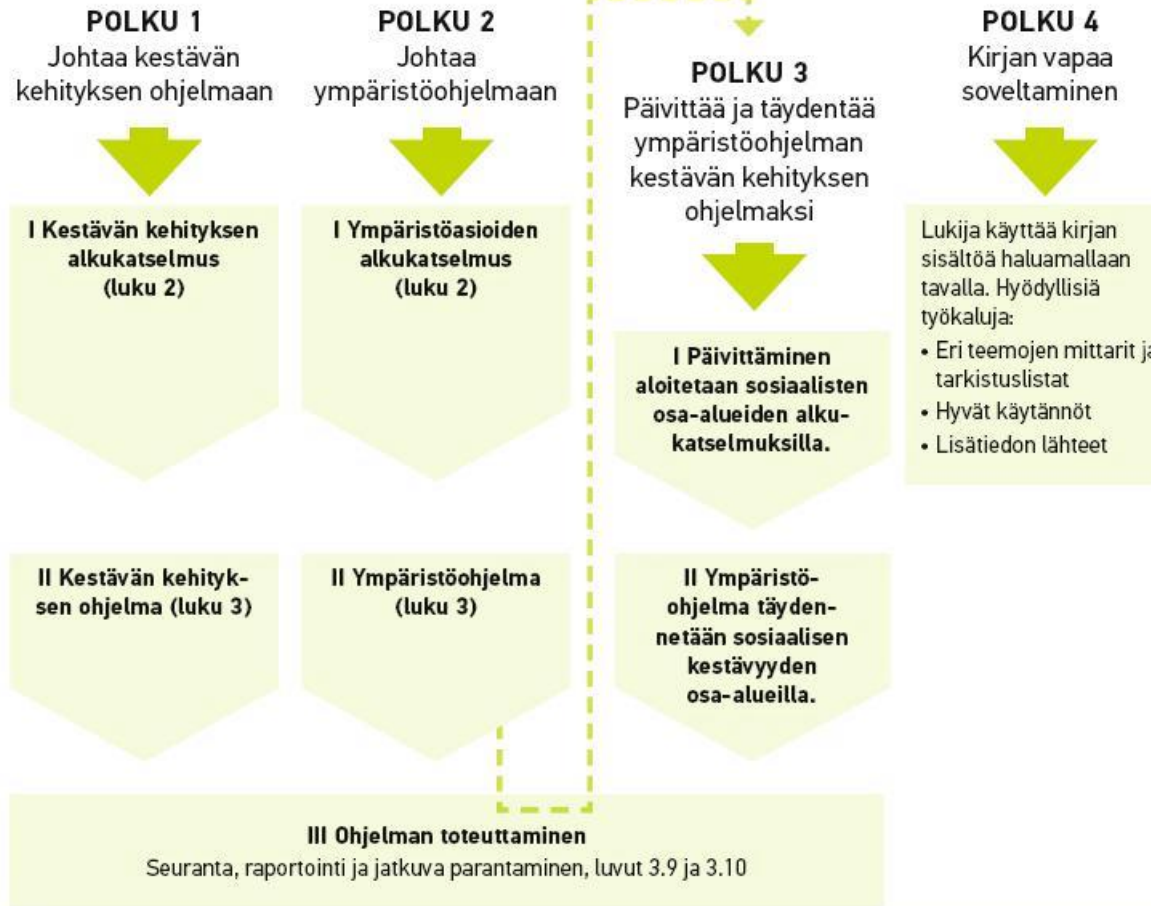 POLKU 1
Johtaa kestävän
kehityksen ohjelmaan
I Kestävän kehityksen
alkukatselmus
(luku 2)
II Kestävän kehityk-
sen ohjelma (luku 3)
POLKU 2
Johtaa
ympäristöohjelmaan
I Ympäristöasioiden
alkukatselmus
(luku 2)
II Ympäristöohjelma
(luku 3)
POLKU 3
Päivittää ja täydentää
ympäristöohjelman
kestävän kehityksen
ohjelmaksi
I Päivittäminen
aloitetaan sosiaalisten
osa-alueiden alku-
katselmuksilla.
II Ympäristö-
ohjelma täyden-
netään sosiaalisen
kestävyyden
osa-alueilla.
POLKU 4
Kirjan vapaa
soveltaminen
Lukija käyttää kirjan
sisältöä haluamallaan
tavalla. Hyödyllisiä
työkaluja:
• Eri teemojen mittarit ja
tarkistuslistat
• Hyvät käytännöt
• Lisätiedon lähteet
III Ohjelman toteuttaminen
Seuranta, raportointi ja jatkuva parantaminen, luvut 3.9 ja 3.10